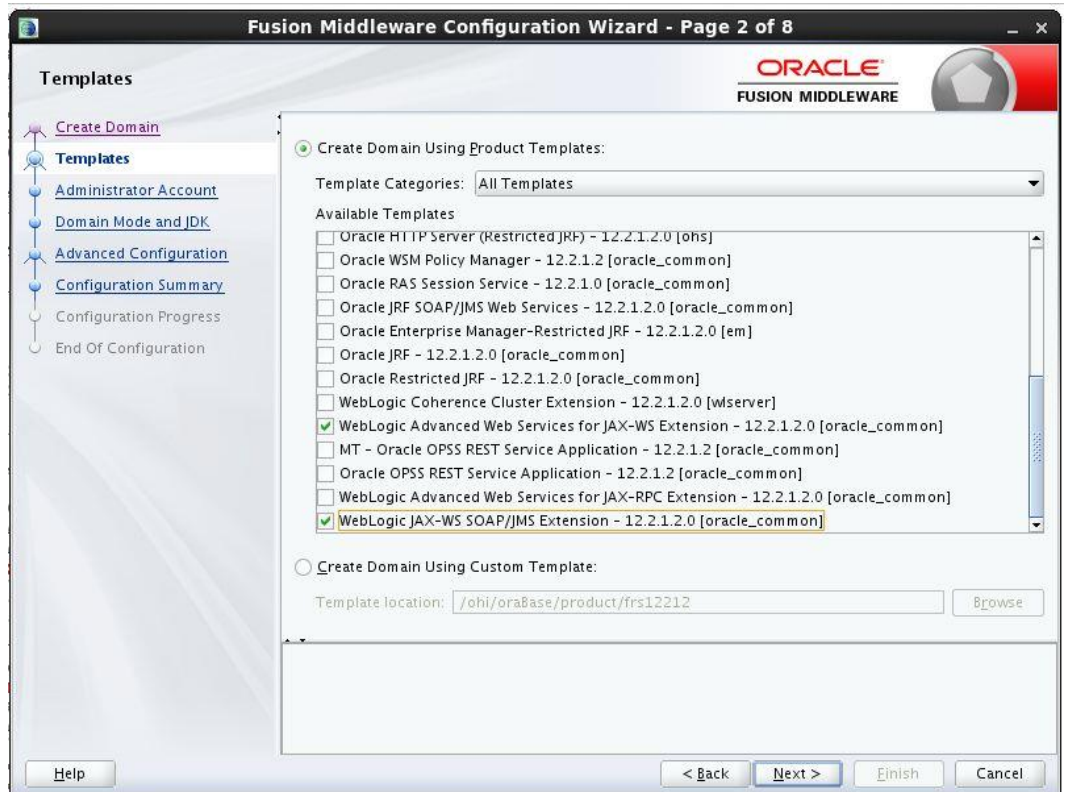 Fusion Middleware Configuration Wizard - Page 2 of 8
Templates
ORACLE
FUSION MIDDLEWARE
Create Domain
Templates
Administrator Account
Domain Mode and JDK
Advanced Configuration
Configuration Summary
Configuration Progress
End Of Configuration
Create Domain Using Product Templates:
Template Categories: All Templates
Available Templates
Oracle HTTP Server (Restricted JRF) - 12.2.1.2.0 [ohs]
Oracle WSM Policy Manager - 12.2.1.2 [oracle_common]
Oracle RAS Session Service - 12.2.1.0 [oracle_common]
Oracle JRF SOAP/JMS Web Services - 12.2.1.2.0 [oracle_common]
Oracle Enterprise Manager-Restricted JRF - 12.2.1.2.0 [em]
Oracle JRF - 12.2.1.2.0 [oracle_common]
Oracle Restricted JRF - 12.2.1.2.0 [oracle_common]
WebLogic Coherence Cluster Extension - 12.2.1.2.0 [wlserver]
WebLogic Advanced Web Services for JAX-WS Extension - 12.2.1.2.0 [oracle_common]
MT - Oracle OPSS REST Service Application - 12.2.1.2 [oracle_common]
Oracle OPSS REST Service Application - 12.2.1.2 [oracle_common]
WebLogic Advanced Web Services for JAX-RPC Extension - 12.2.1.2.0 [oracle_common]
WebLogic JAX-WS SOAP/JMS Extension - 12.2.1.2.0 [oracle_common]
Create Domain Using Custom Template:
Template location: /ohi/oraBase/product/frs12212 Browse
Help < Back Next > Finish Cancel